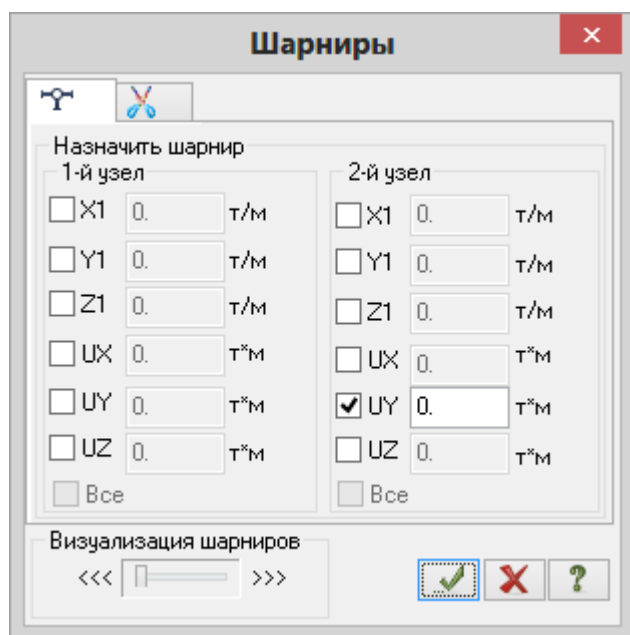 Шарниры
Назначить шарнир
1-й узел
X1 0. т/м
Y1 0. т/м
Z1 0. т/м
UX 0. т*м
UY 0. т*м
UZ 0. т*м
Все
2-й узел
X1 0. т/м
Y1 0. т/м
Z1 0. т/м
UX 0. т*м
UY 0. т*м
UZ 0. т*м
Все
Визуализация шарниров
<<< >>>
?